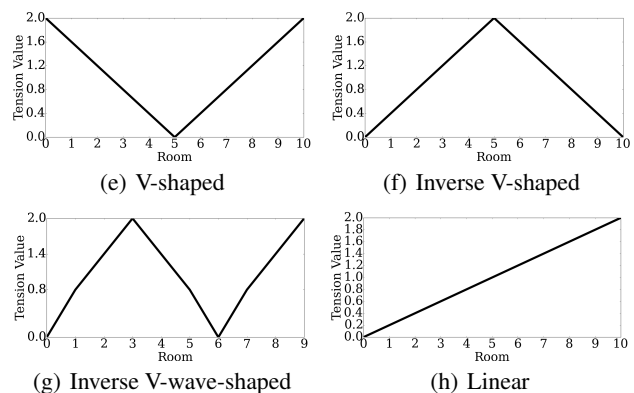 2.0
1.6
1.2
0.8
0.4
0.0
Tension Value
0 1 2 3 4 5 6 7 8 9 10
Room
(e) V-shaped
2.0
1.6
1.2
0.8
0.4
0.0
Tension Value
0 1 2 3 4 5 6 7 8 9 10
Room
(f) Inverse V-shaped
2.0
1.4
0.8
0.0
Tension Value
0 1 2 3 4 5 6 7 8 9
Room
(g) Inverse V-wave-shaped
2.0
1.8
1.6
1.4
1.2
1.0
0.8
0.6
0.4
0.2
0.0
Tension Value
0 1 2 3 4 5 6 7 8 9 10
Room
(h) Linear